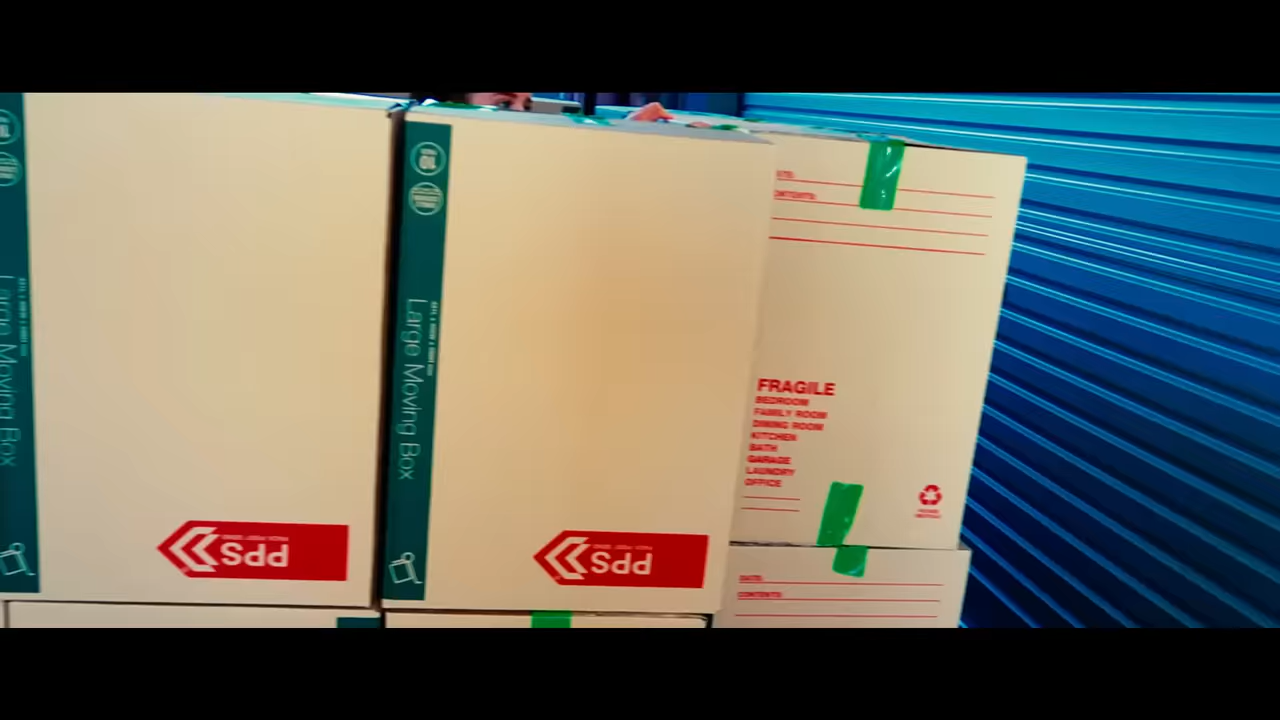 10
Large Moving Box
PPS
Large Moving Box
PPS
CONTENTS:
FRAGILE
BEDROOM
FAMILY ROOM
DINING ROOM
KITCHEN
BATH
GARAGE
LAUNDRY
OFFICE
DATE:
CONTENTS: